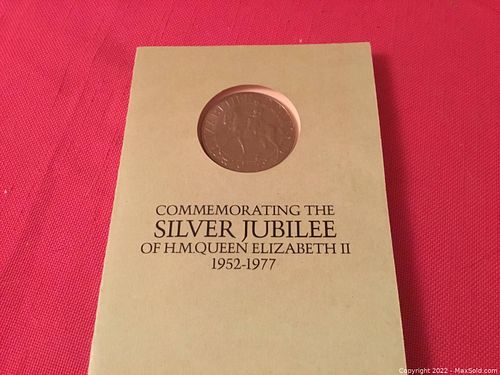 COMMEMORATING THE
SILVER JUBILEE
OF H.M.QUEEN ELIZABETH II
1952-1977
Copyright 2022 - MaxSold.com